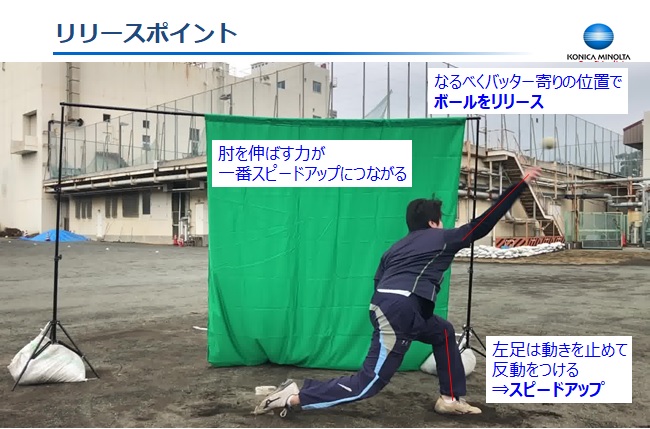 リリースポイント
KONICA MINOLTA
なるべくバッター寄りの位置で
ボールをリリース
肘を伸ばす力が
一番スピードアップにつながる
左足は動きを止めて
反動をつける
⇒スピードアップ